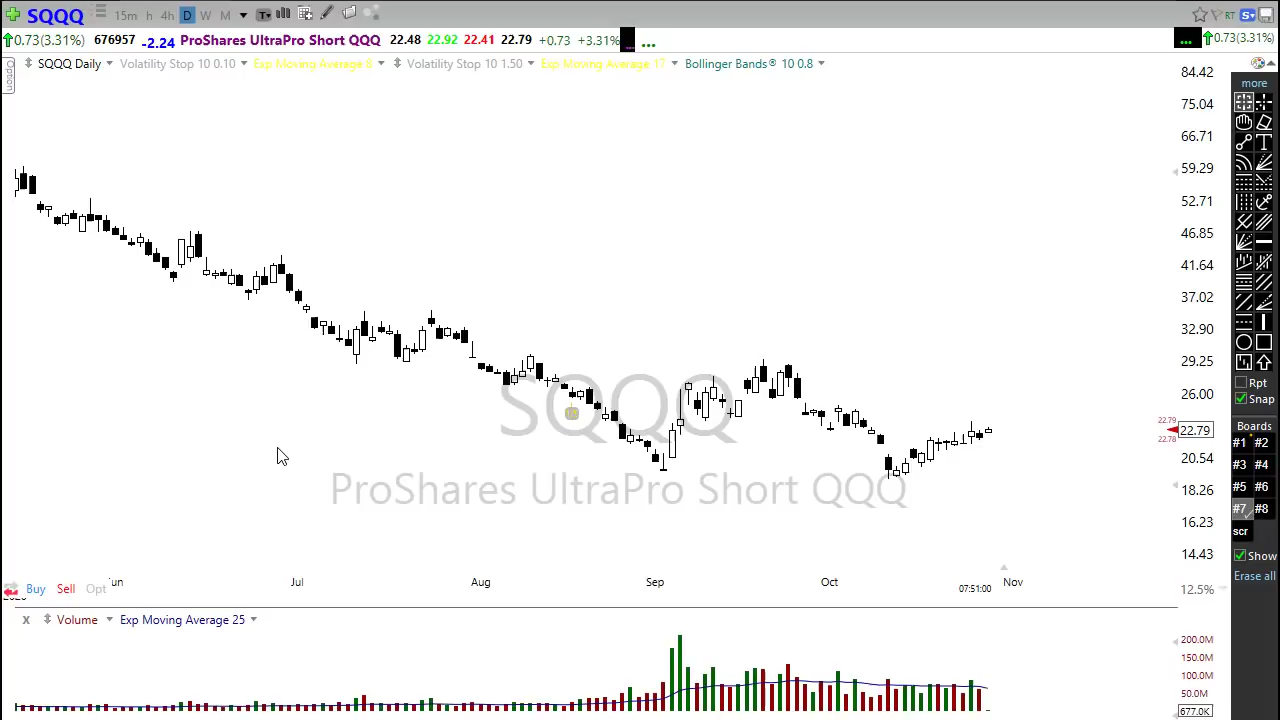 SQQQ 15m h 4h D W M T RT S
0.73(3.31%) 676957 -2.24 ProShares UltraPro Short QQQ 22.48 22.92 22.41 22.79 +0.73 +3.31% ... ... 0.73(3.31%)
Option SQQQ Daily Volatility Stop 10 0.10 Exp Moving Average 8 Volatility Stop 10 1.50 Exp Moving Average 17 Bollinger Bands® 10 0.8
84.42
more
75.04
66.71
59.29
52.71
46.85
41.64
37.02
32.90
29.25
Rpt
26.00
Snap
SQQQ
22.79
22.79
22.78
Boards
#1 #2
20.54
#3 #4
ProShares UltraPro Short QQQ
18.26
#5 #6
#7 #8
16.23
scr
14.43
Show
Erase all
Jul Aug Sep Oct Nov
Buy Sell Opt 07:51:00 12.5%
x Volume Exp Moving Average 25
200.0M
150.0M
100.0M
50.0M
677.0K